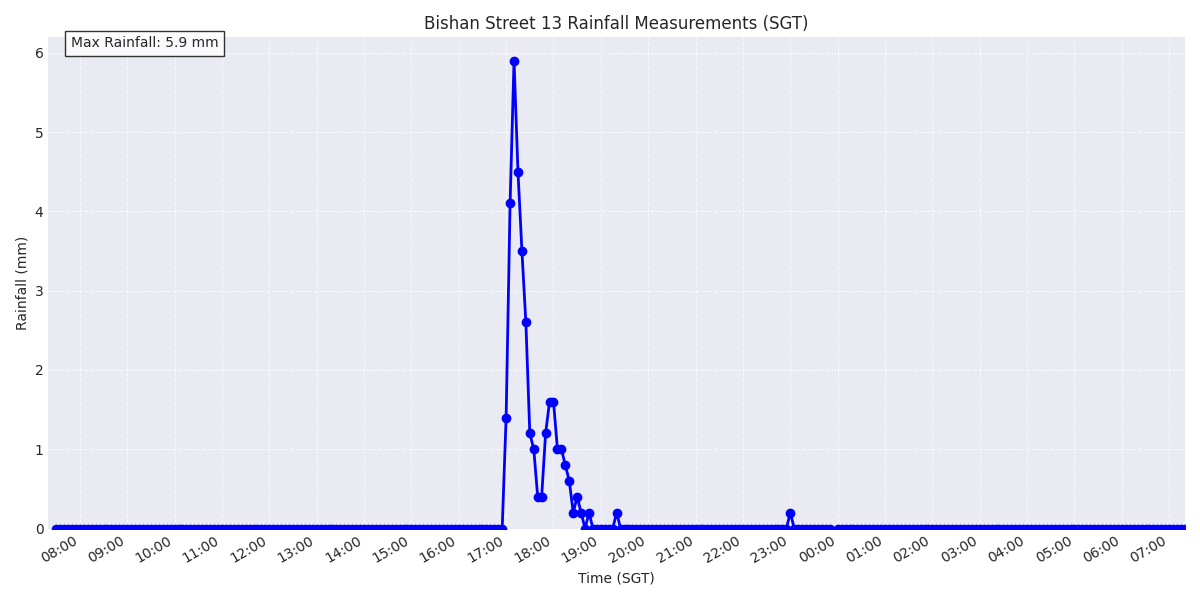 Bishan Street 13 Rainfall Measurements (SGT)
Max Rainfall: 5.9 mm
6
5
4
3
2
1
0
Rainfall (mm)
08:00 09:00 10:00 11:00 12:00 13:00 14:00 15:00 16:00 17:00 18:00 19:00 20:00 21:00 22:00 23:00 00:00 01:00 02:00 03:00 04:00 05:00 06:00 07:00
Time (SGT)